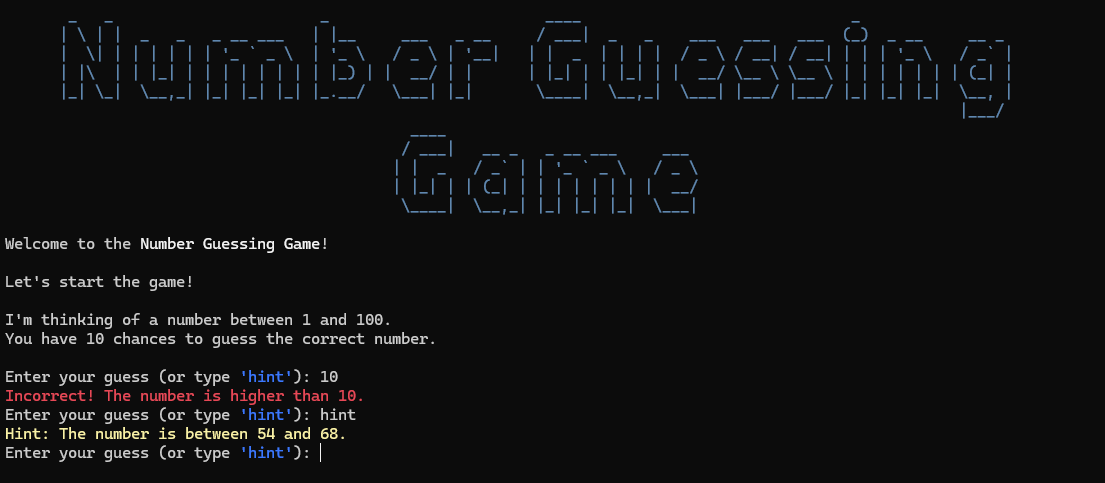 Number Guessing
Game
Welcome to the Number Guessing Game!
Let's start the game!
I'm thinking of a number between 1 and 100.
You have 10 chances to guess the correct number.
Enter your guess (or type 'hint'): 10
Incorrect! The number is higher than 10.
Enter your guess (or type 'hint'): hint
Hint: The number is between 54 and 68.
Enter your guess (or type 'hint'):